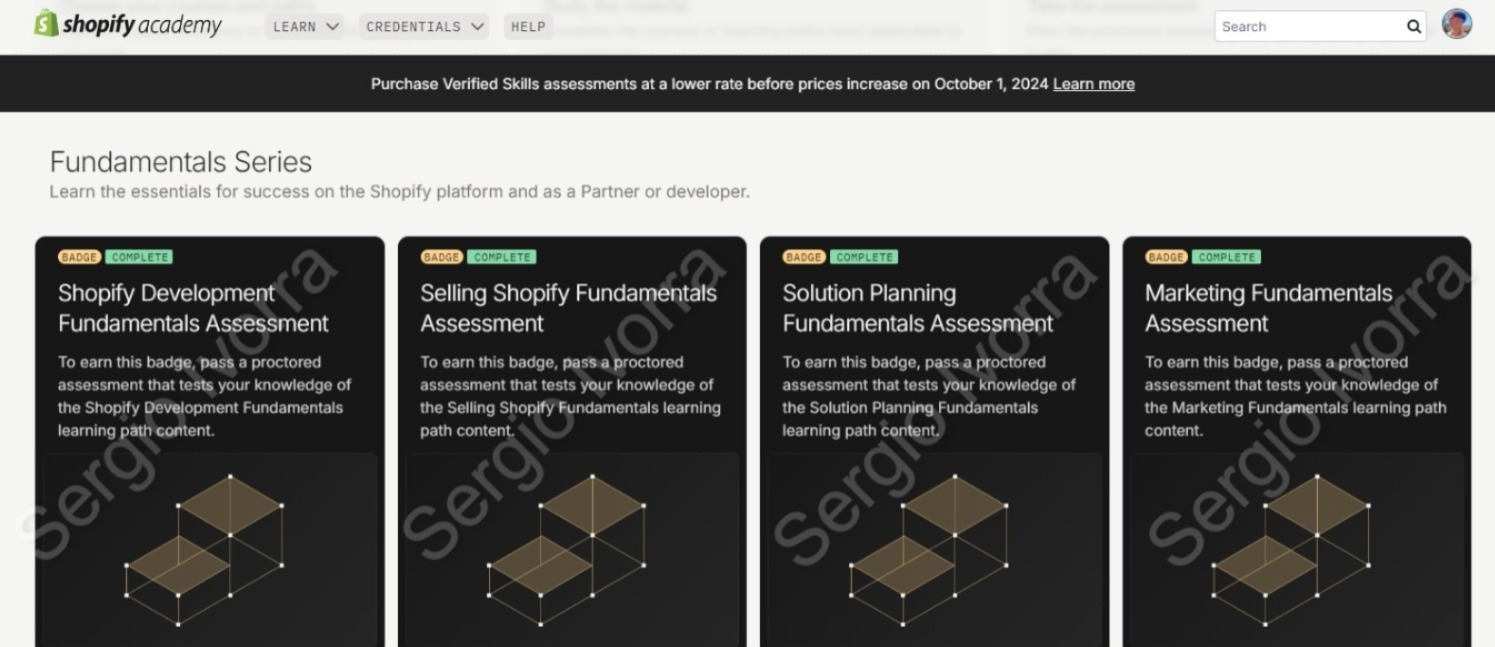 shopify academy
LEARN
CREDENTIALS
HELP
Search
Purchase Verified Skills assessments at a lower rate before prices increase on October 1, 2024 Learn more
Fundamentals Series
Learn the essentials for success on the Shopify platform and as a Partner or developer.
BADGE COMPLETE
Shopify Development
Fundamentals Assessment
To earn this badge, pass a proctored
assessment that tests your knowledge of
the Shopify Development Fundamentals
learning path content.
Sergio Ivorra
BADGE COMPLETE
Selling Shopify Fundamentals
Assessment
To earn this badge, pass a proctored
assessment that tests your knowledge of
the Selling Shopify Fundamentals learning
path content.
Sergio Ivorra
BADGE COMPLETE
Solution Planning
Fundamentals Assessment
To earn this badge, pass a proctored
assessment that tests your knowledge of
the Solution Planning Fundamentals
learning path content.
Sergio Ivorra
BADGE COMPLETE
Marketing Fundamentals
Assessment
To earn this badge, pass a proctored
assessment that tests your knowledge of
the Marketing Fundamentals learning path
content.
Sergio Ivorra